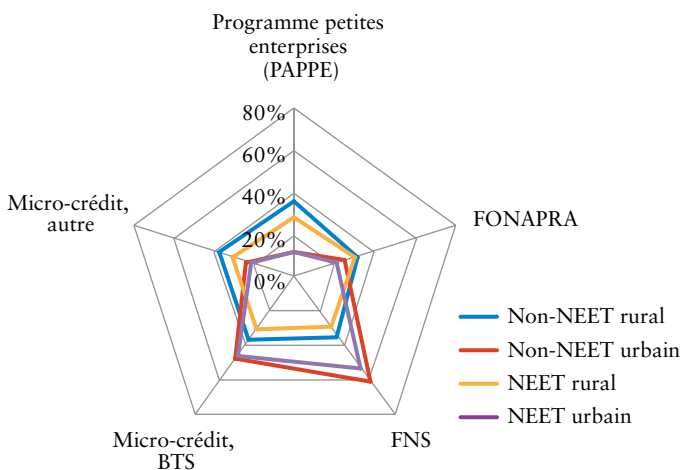 Programme petites
enterprises
(PAPPE)
80%
60%
40%
20%
0%
Micro-crédit,
autre
FONAPRA
Non-NEET rural
Non-NEET urbain
NEET rural
NEET urbain
Micro-crédit,
BTS
FNS